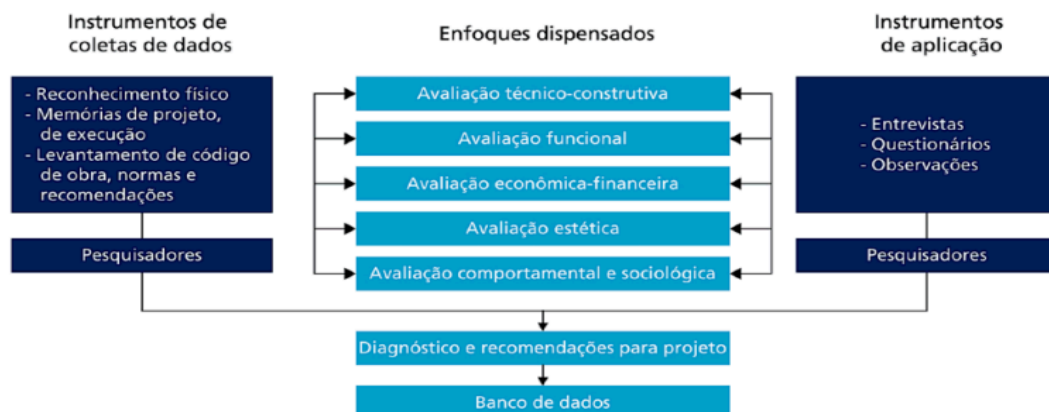 Instrumentos de
coletas de dados
Enfoques dispensados
Instrumentos
de aplicação
- Reconhecimento físico
- Memórias de projeto,
de execução
- Levantamento de código
de obra, normas e
recomendações
Pesquisadores
Avaliação técnico-construtiva
Avaliação funcional
Avaliação econômica-financeira
Avaliação estética
Avaliação comportamental e sociológica
- Entrevistas
- Questionários
- Observações
Pesquisadores
Diagnóstico e recomendações para projeto
Banco de dados